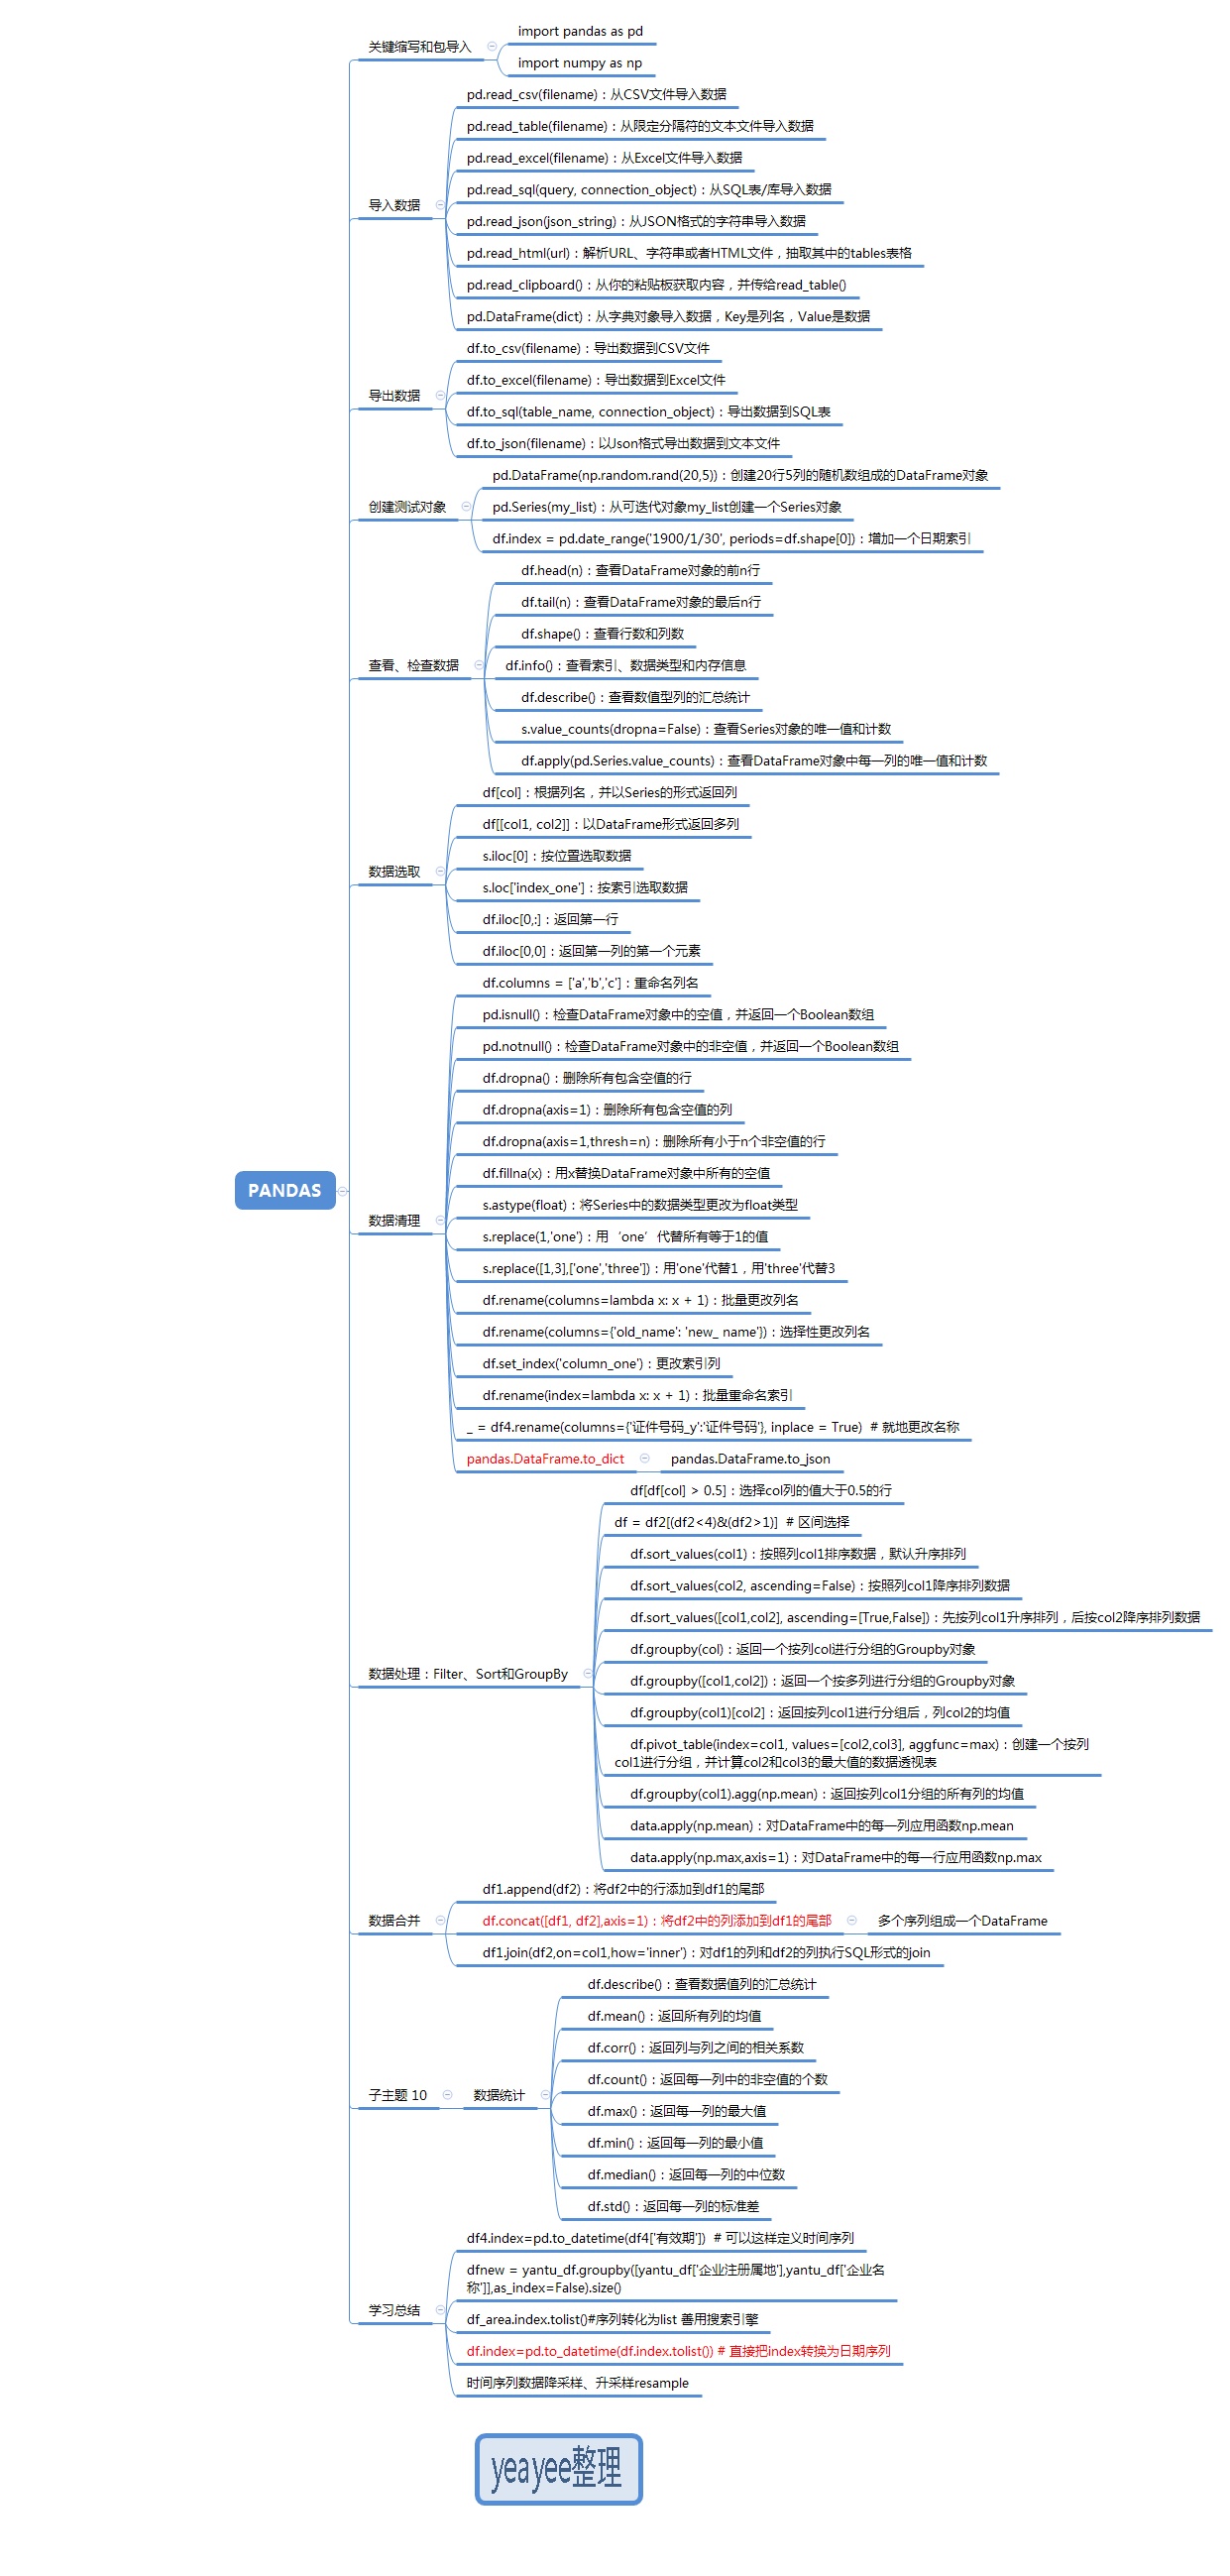 PANDAS
关键缩写和包导入
import pandas as pd
import numpy as np
导入数据
pd.read_csv(filename)：从CSV文件导入数据
pd.read_table(filename)：从限定分隔符的文本文件导入数据
pd.read_excel(filename)：从Excel文件导入数据
pd.read_sql(query, connection_object)：从SQL表/库导入数据
pd.read_json(json_string)：从JSON格式的字符串导入数据
pd.read_html(url)：解析URL、字符串或者HTML文件，抽取其中的tables表格
pd.read_clipboard()：从你的粘贴板获取内容，并传给read_table()
pd.DataFrame(dict)：从字典对象导入数据，Key是列名，Value是数据
导出数据
df.to_csv(filename)：导出数据到CSV文件
df.to_excel(filename)：导出数据到Excel文件
df.to_sql(table_name, connection_object)：导出数据到SQL表
df.to_json(filename)：以Json格式导出数据到文本文件
创建测试对象
pd.DataFrame(np.random.rand(20,5))：创建20行5列的随机数组成的DataFrame对象
pd.Series(my_list)：从可迭代对象my_list创建一个Series对象
df.index = pd.date_range('1900/1/30', periods=df.shape[0])：增加一个日期索引
查看、检查数据
df.head(n)：查看DataFrame对象的前n行
df.tail(n)：查看DataFrame对象的最后n行
df.shape()：查看行数和列数
df.info()：查看索引、数据类型和内存信息
df.describe()：查看数值型列的汇总统计
s.value_counts(dropna=False)：查看Series对象的唯一值和计数
df.apply(pd.Series.value_counts)：查看DataFrame对象中每一列的唯一值和计数
数据选取
df[col]：根据列名，并以Series的形式返回列
df[[col1, col2]]：以DataFrame形式返回多列
s.iloc[0]：按位置选取数据
s.loc['index_one']：按索引选取数据
df.iloc[0,:]：返回第一行
df.iloc[0,0]：返回第一列的第一个元素
数据清理
df.columns = ['a','b','c']：重命名列名
pd.isnull()：检查DataFrame对象中的空值，并返回一个Boolean数组
pd.notnull()：检查DataFrame对象中的非空值，并返回一个Boolean数组
df.dropna()：删除所有包含空值的行
df.dropna(axis=1)：删除所有包含空值的列
df.dropna(axis=1,thresh=n)：删除所有小于n个非空值的行
df.fillna(x)：用x替换DataFrame对象中所有的空值
s.astype(float)：将Series中的数据类型更改为float类型
s.replace(1,'one')：用‘one’代替所有等于1的值
s.replace([1,3],['one','three'])：用'one'代替1，用'three'代替3
df.rename(columns=lambda x: x + 1)：批量更改列名
df.rename(columns={'old_name': 'new_ name'})：选择性更改列名
df.set_index('column_one')：更改索引列
df.rename(index=lambda x: x + 1)：批量重命名索引
_ = df4.rename(columns={'证件号码_y':'证件号码'}, inplace = True)  # 就地更改名称
pandas.DataFrame.to_dict
pandas.DataFrame.to_json
数据处理：Filter、Sort和GroupBy
df[df[col] > 0.5]：选择col列的值大于0.5的行
df = df2[(df2<4)&(df2>1)]  # 区间选择
df.sort_values(col1)：按照列col1排序数据，默认升序排列
df.sort_values(col2, ascending=False)：按照列col1降序排列数据
df.sort_values([col1,col2], ascending=[True,False])：先按列col1升序排列，后按col2降序排列数据
df.groupby(col)：返回一个按列col进行分组的Groupby对象
df.groupby([col1,col2])：返回一个按多列进行分组的Groupby对象
df.groupby(col1)[col2]：返回按列col1进行分组后，列col2的均值
df.pivot_table(index=col1, values=[col2,col3], aggfunc=max)：创建一个按列
col1进行分组，并计算col2和col3的最大值的数据透视表
df.groupby(col1).agg(np.mean)：返回按列col1分组的所有列的均值
data.apply(np.mean)：对DataFrame中的每一列应用函数np.mean
data.apply(np.max,axis=1)：对DataFrame中的每一行应用函数np.max
数据合并
df1.append(df2)：将df2中的行添加到df1的尾部
df.concat([df1, df2],axis=1)：将df2中的列添加到df1的尾部
多个序列组成一个DataFrame
df1.join(df2,on=col1,how='inner')：对df1的列和df2的列执行SQL形式的join
子主题 10
数据统计
df.describe()：查看数据值列的汇总统计
df.mean()：返回所有列的均值
df.corr()：返回列与列之间的相关系数
df.count()：返回每一列中的非空值的个数
df.max()：返回每一列的最大值
df.min()：返回每一列的最小值
df.median()：返回每一列的中位数
df.std()：返回每一列的标准差
学习总结
df4.index=pd.to_datetime(df4['有效期'])  # 可以这样定义时间序列
dfnew = yantu_df.groupby([yantu_df['企业注册属地'],yantu_df['企业名
称']],as_index=False).size()
df_area.index.tolist()#序列转化为list 善用搜索引擎
df.index=pd.to_datetime(df.index.tolist()) # 直接把index转换为日期序列
时间序列数据降采样、升采样resample
yeayee整理